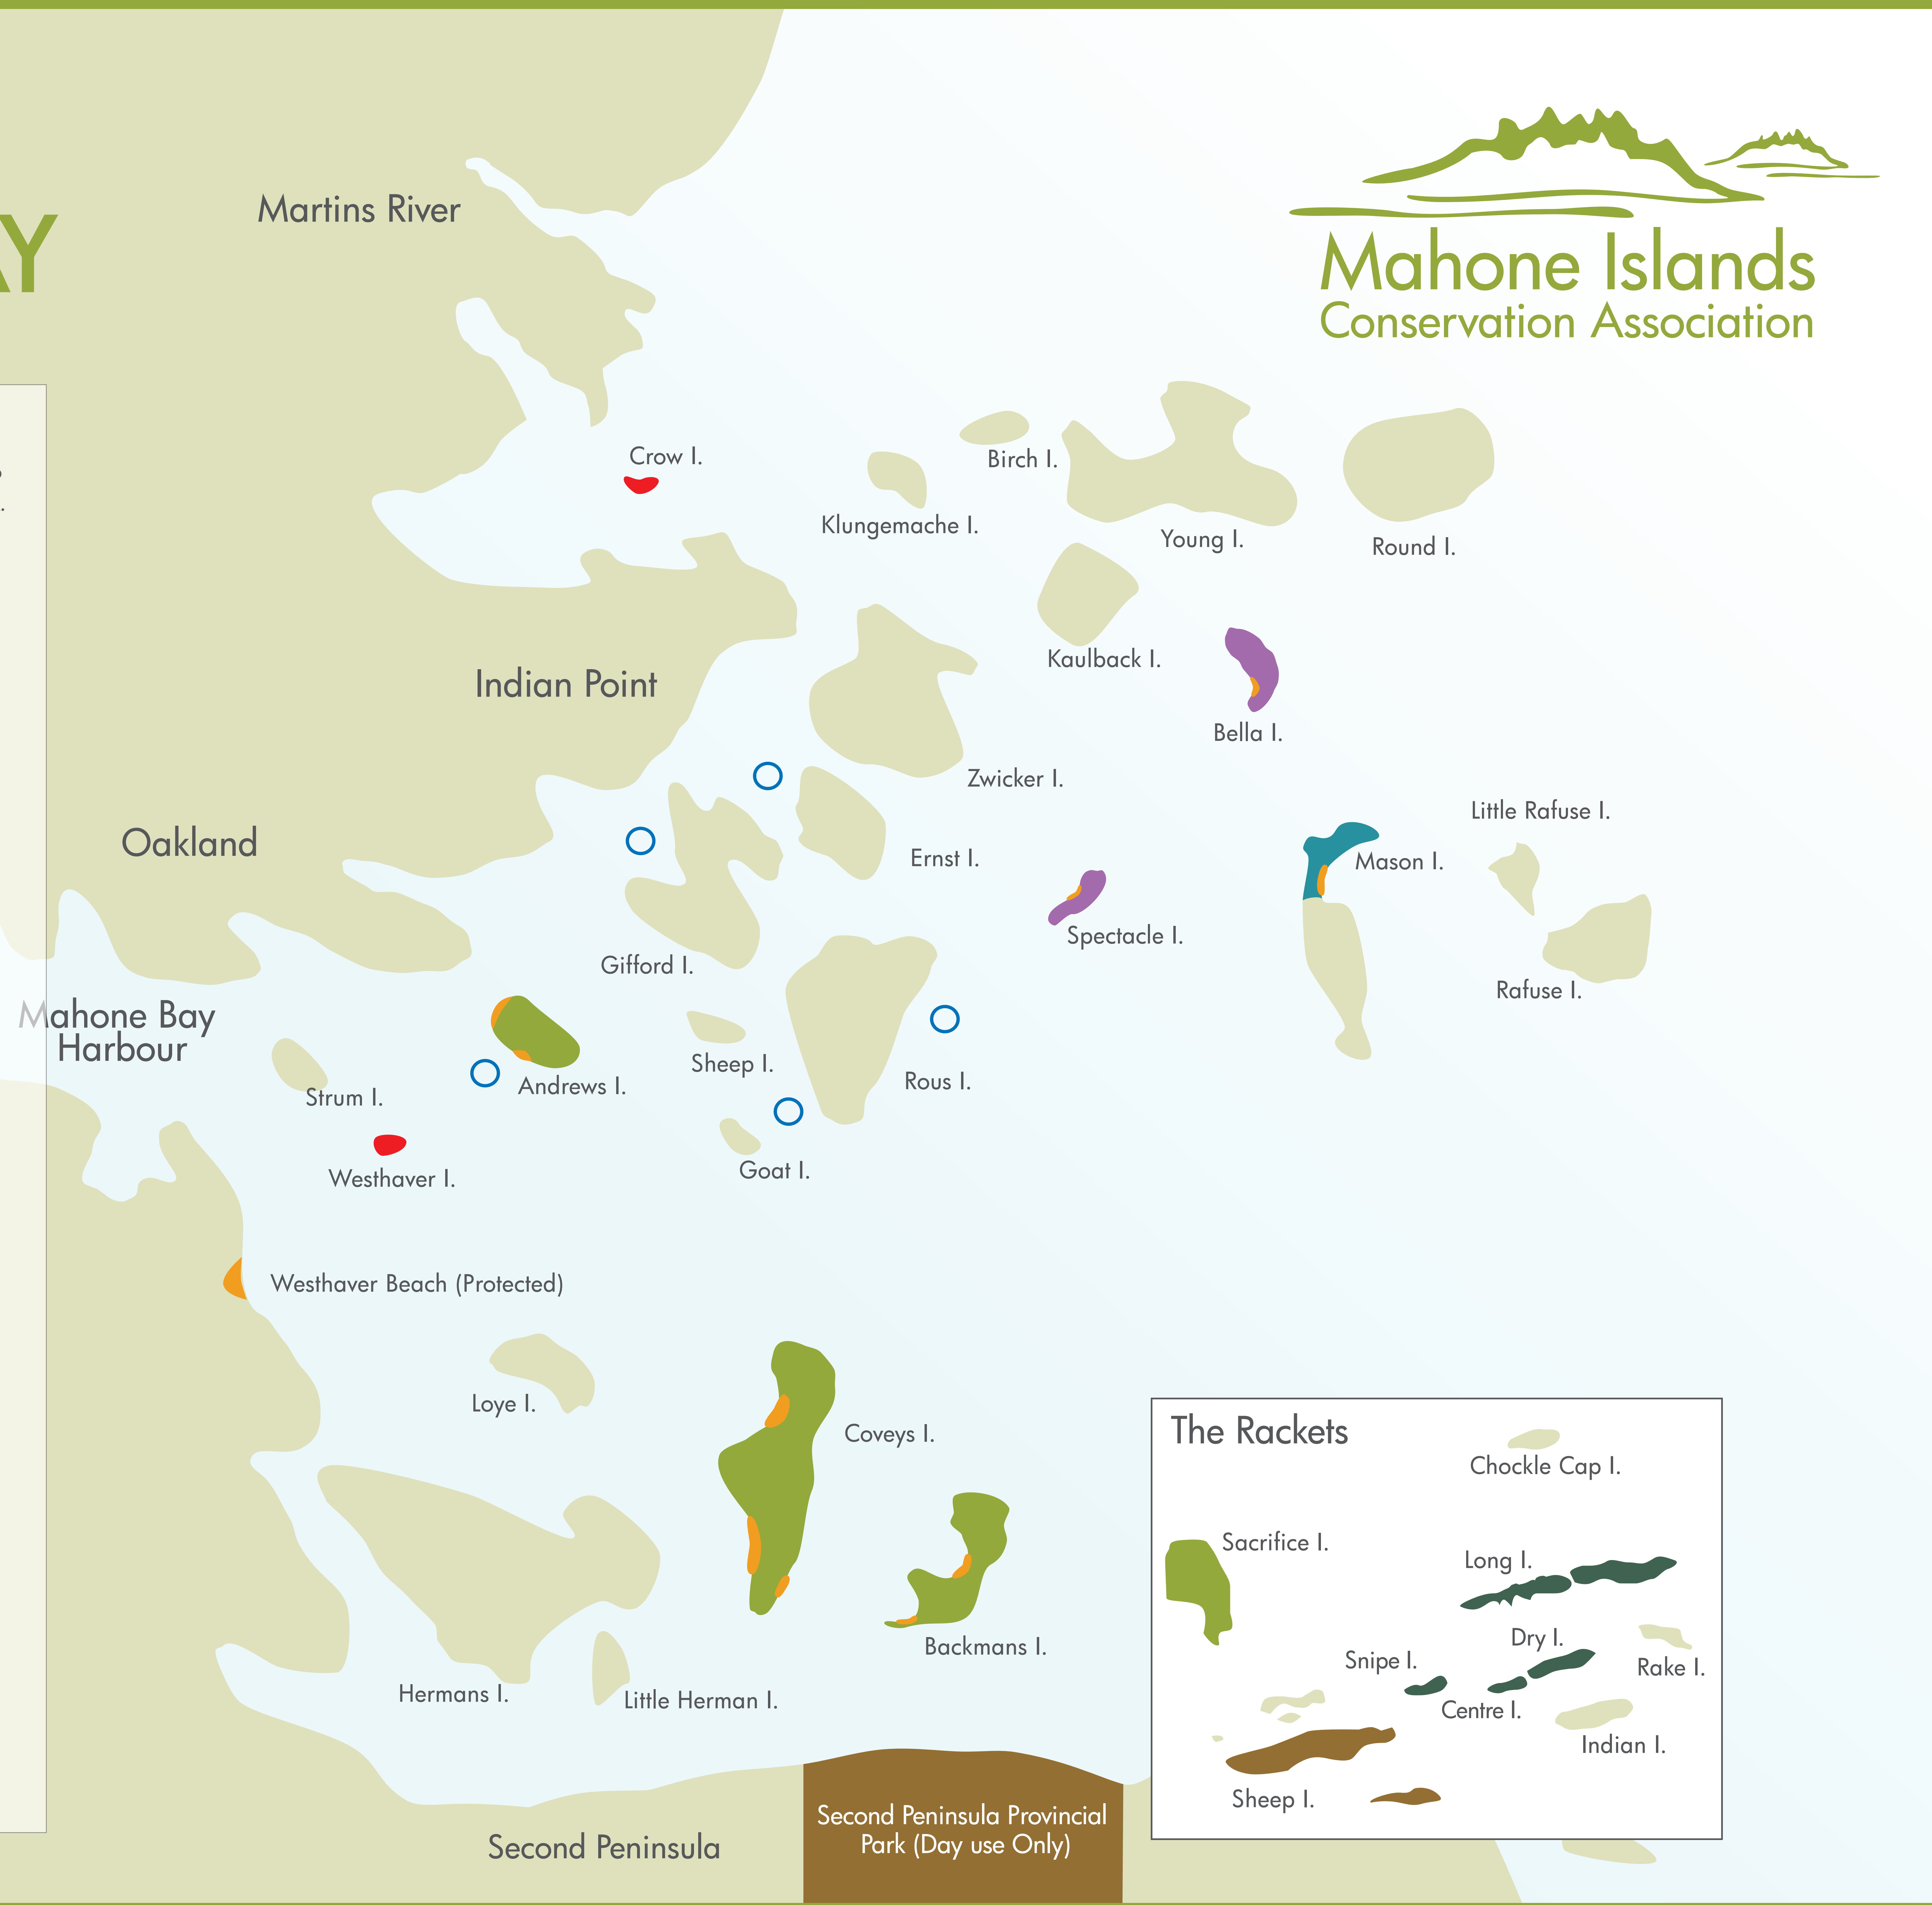 AY
Martins River
Mahone Islands
Conservation Association
Crow I.
Birch I.
Klungemache I.
Young I.
Round I.
Kaulback I.
Indian Point
Bella I.
Zwicker I.
Little Rafuse I.
Oakland
Ernst I.
Mason I.
Spectacle I.
Gifford I.
Rafuse I.
Mahone Bay
Harbour
Sheep I.
Rous I.
Andrews I.
Strum I.
Goat I.
Westhaver I.
Westhaver Beach (Protected)
Loye I.
Coveys I.
Backmans I.
Hermans I.
Little Herman I.
The Rackets
Chockle Cap I.
Sacrifice I.
Long I.
Dry I.
Snipe I.
Rake I.
Centre I.
Indian I.
Sheep I.
Second Peninsula Provincial
Park (Day use Only)
Second Peninsula